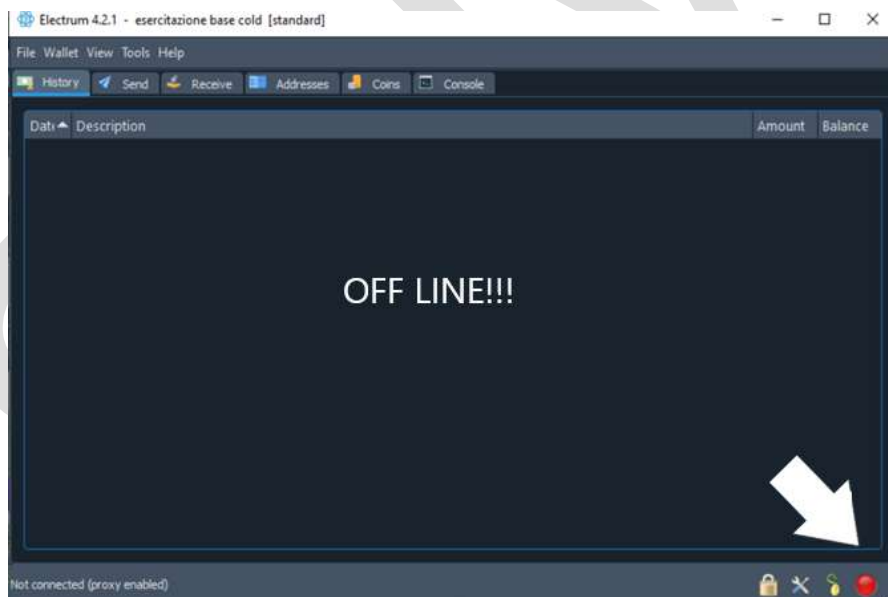 Electrum 4.2.1 - esercitazione base cold [standard]
File Wallet View Tools Help
History Send Receive Addresses Coins Console
Date Description Amount Balance
OFF LINE!!!
Not connected (proxy enabled)